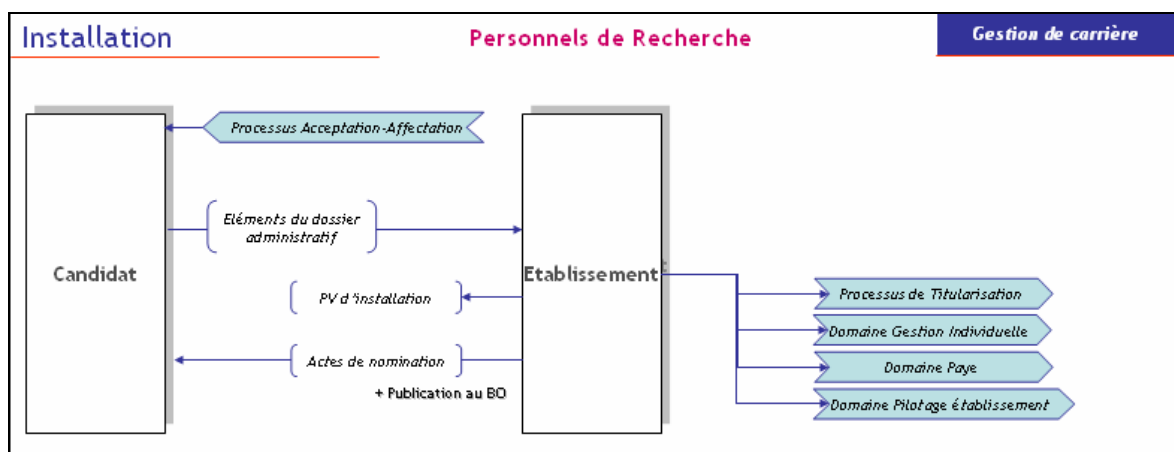 Installation
Personnels de Recherche
Gestion de carrière
Processus Acceptation-Affectation
Eléments du dossier
administratif
Candidat
Etablissement
PV d'installation
Processus de Titularisation
Domaine Gestion Individuelle
Actes de nomination
Domaine Paye
+ Publication au BO
Domaine Pilotage établissement